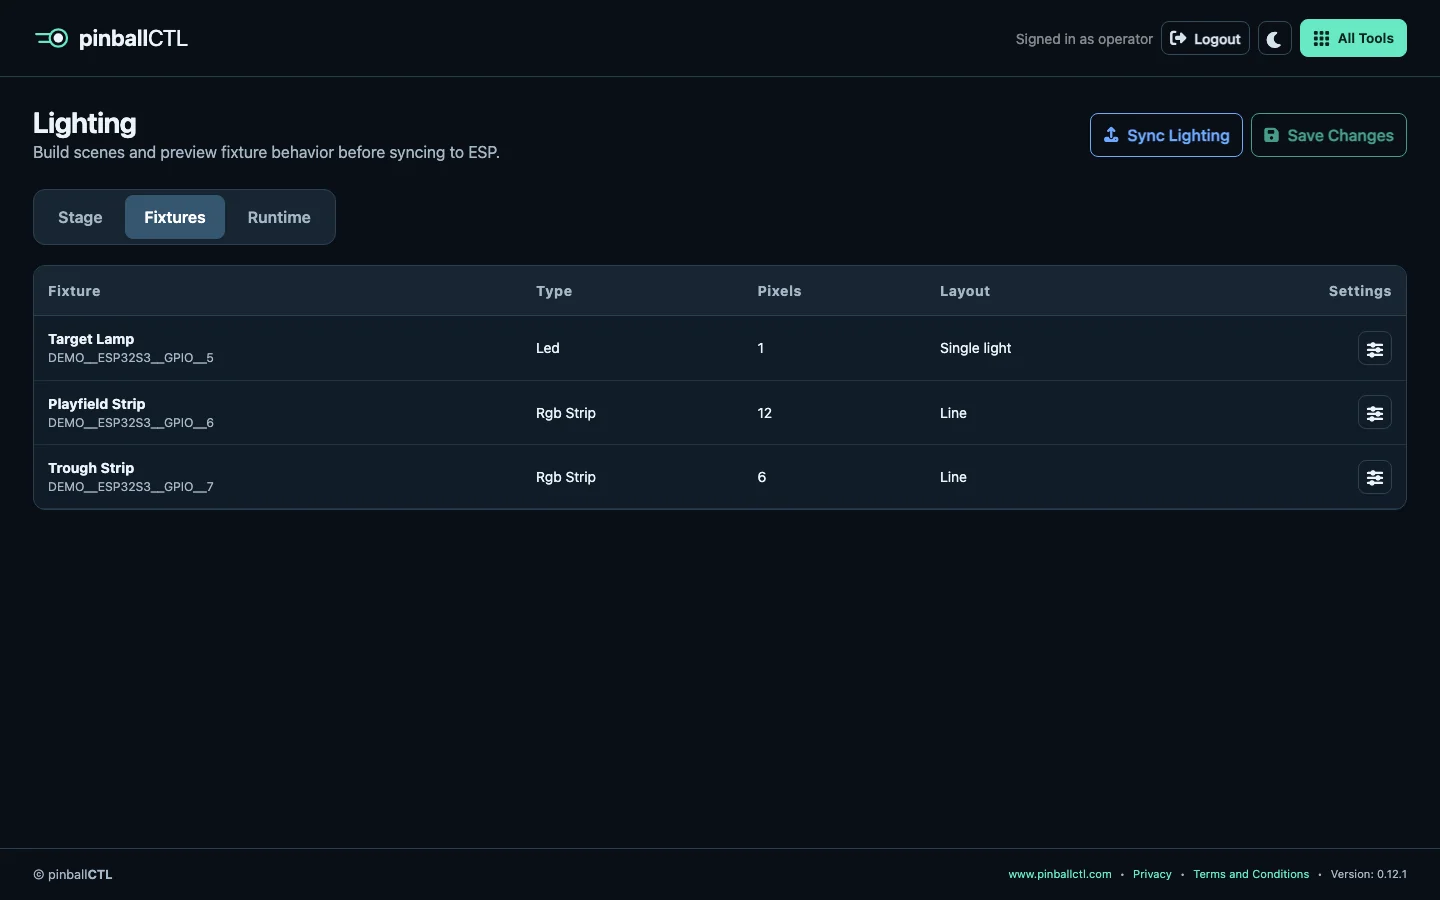 pinballCTL
Signed in as operator
Logout
All Tools
Lighting
Build scenes and preview fixture behavior before syncing to ESP.
Sync Lighting
Save Changes
Stage
Fixtures
Runtime
Fixture Type Pixels Layout Settings
Target Lamp
DEMO__ESP32S3__GPIO__5
Led 1 Single light
Playfield Strip
DEMO__ESP32S3__GPIO__6
Rgb Strip 12 Line
Trough Strip
DEMO__ESP32S3__GPIO__7
Rgb Strip 6 Line
© pinballCTL
www.pinballctl.com • Privacy • Terms and Conditions • Version: 0.12.1